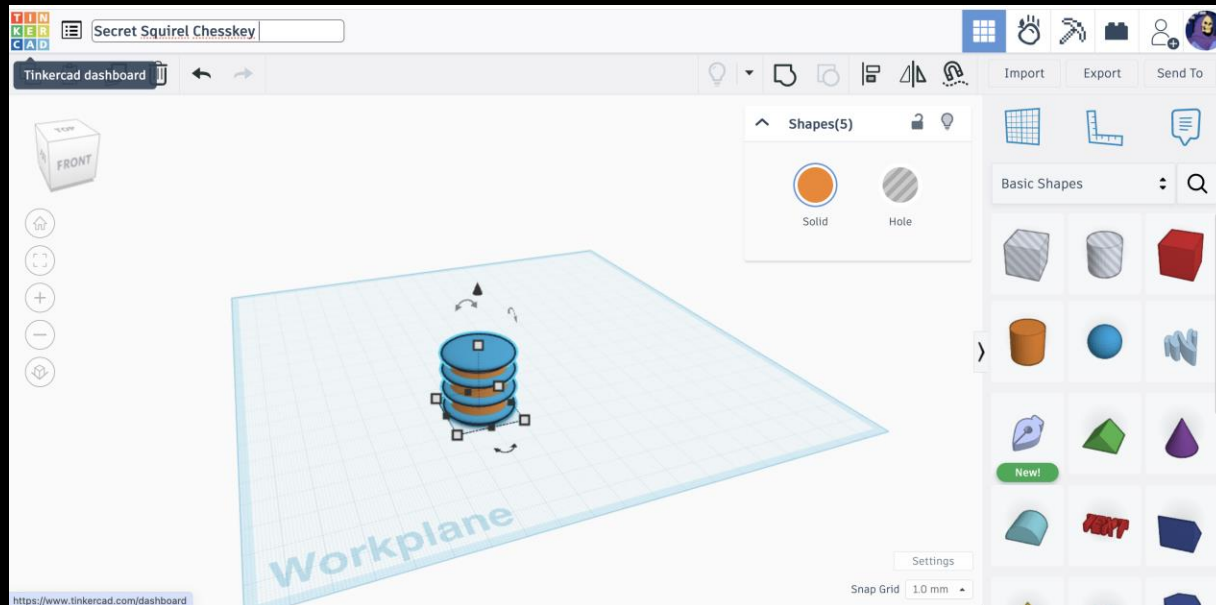 TIN
KER
CAD
Secret Squirel Chesskey
Tinkercad dashboard
Import
Export
Send To
TOP
FRONT
Shapes(5)
Solid
Hole
Basic Shapes
New!
TEXT
Workplane
Settings
Snap Grid 1.0 mm
https://www.tinkercad.com/dashboard